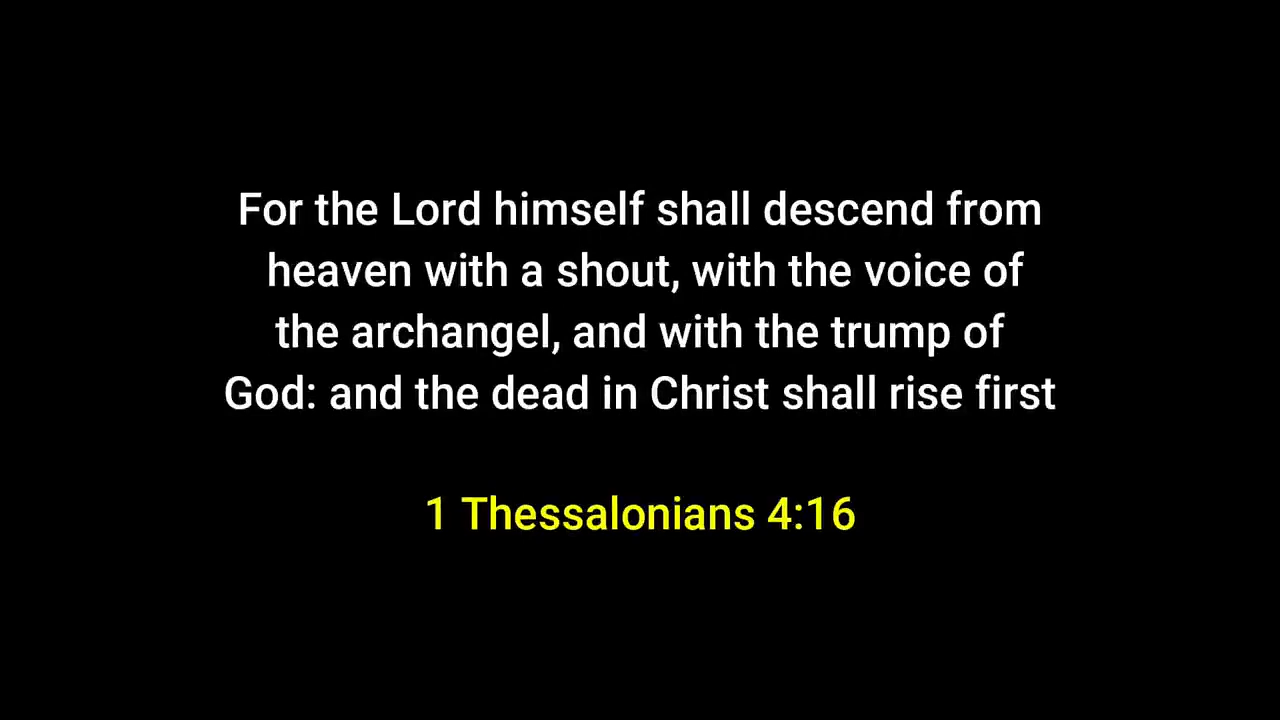 For the Lord himself shall descend from
heaven with a shout, with the voice of
the archangel, and with the trump of
God: and the dead in Christ shall rise first
1 Thessalonians 4:16